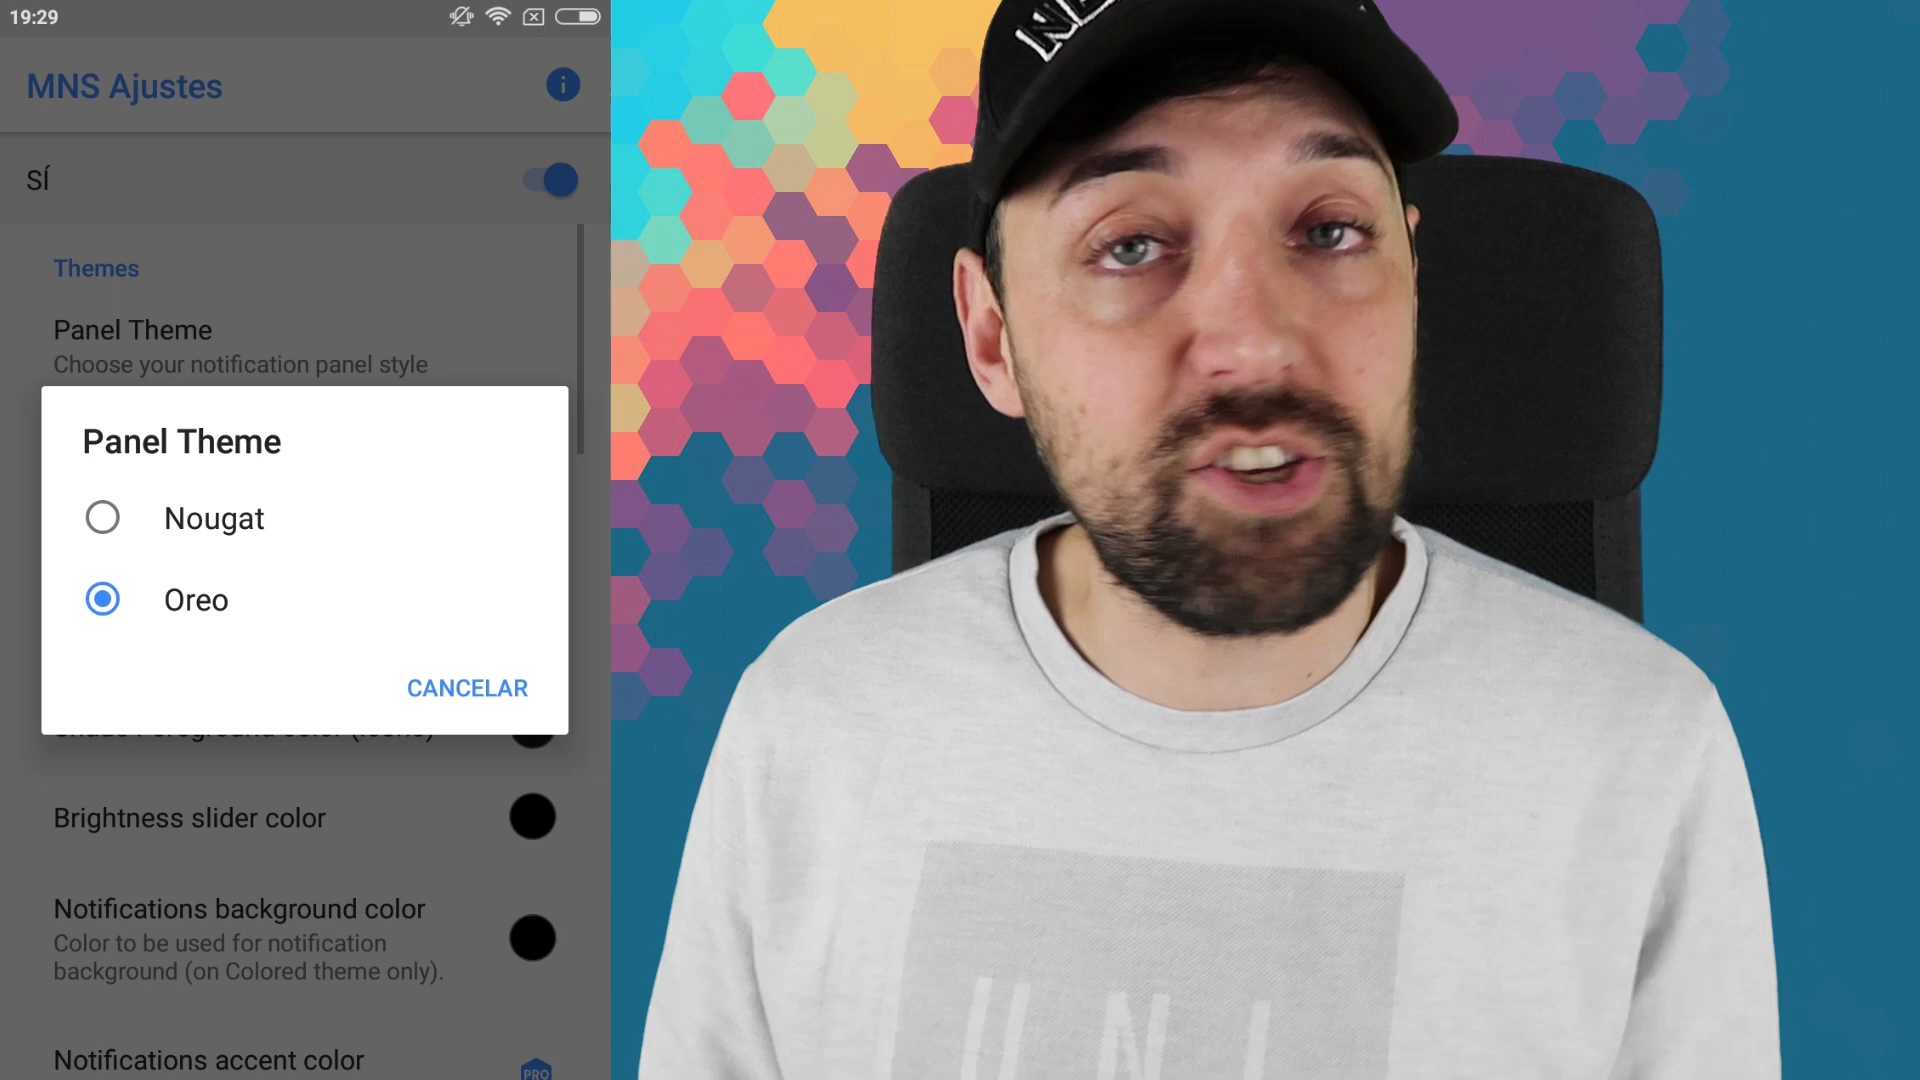 19:29
MNS Ajustes
SÍ
Themes
Panel Theme
Choose your notification panel style
Panel Theme
Nougat
Oreo
CANCELAR
Brightness slider color
Notifications background color
Color to be used for notification
background (on Colored theme only).
Notifications accent color
PRO